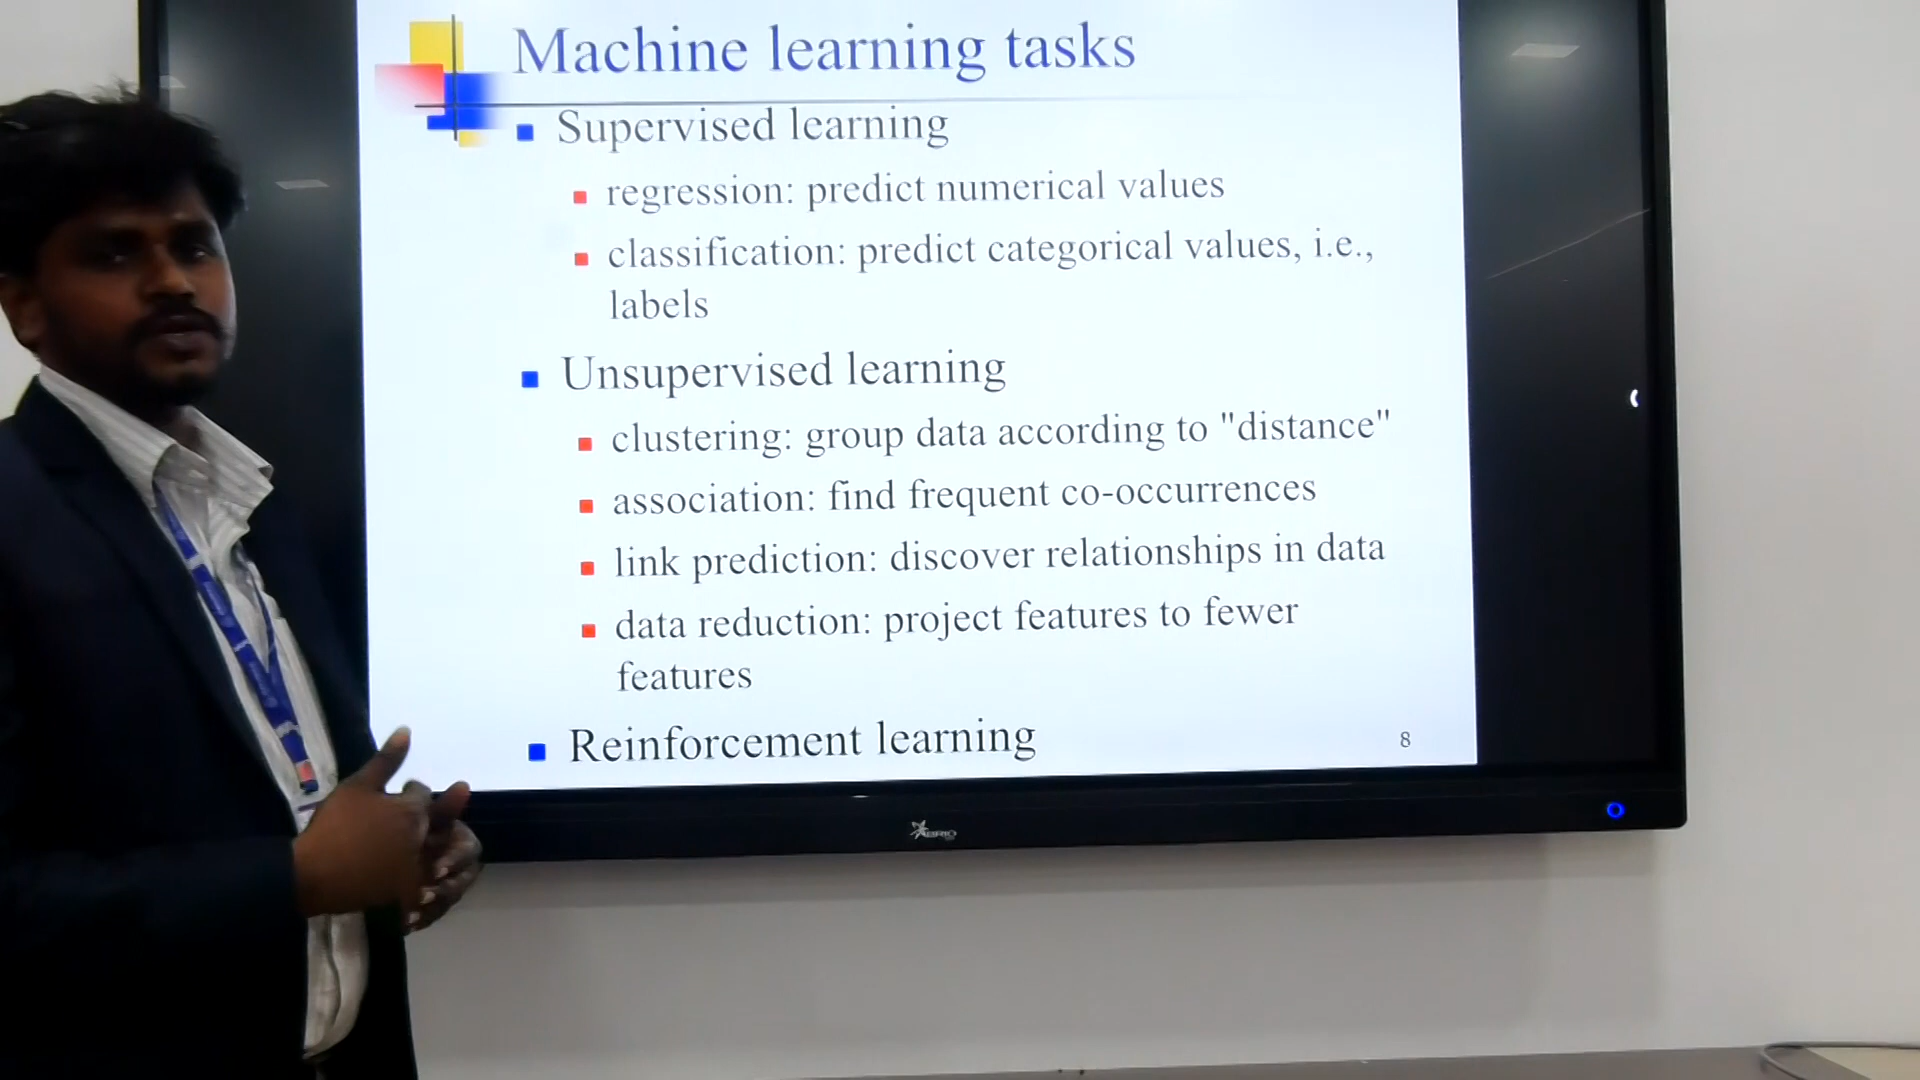 Machine learning tasks
Supervised learning
regression: predict numerical values
classification: predict categorical values, i.e.,
labels
Unsupervised learning
clustering: group data according to "distance"
association: find frequent co-occurrences
link prediction: discover relationships in data
data reduction: project features to fewer
features
Reinforcement learning
8